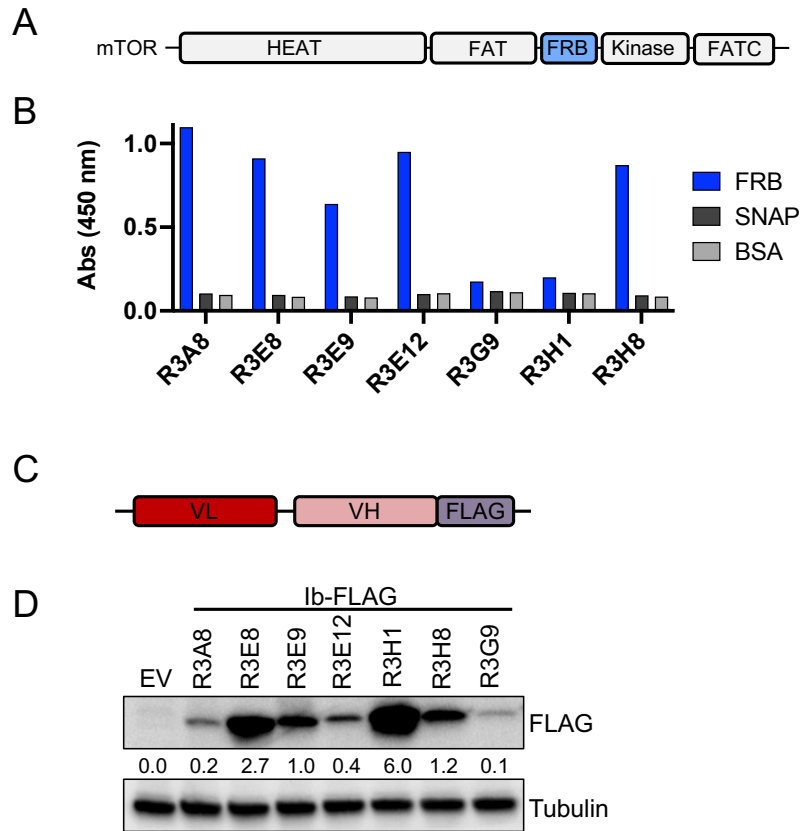 A
mTOR HEAT FAT FRB Kinase FATC
B
Abs (450 nm)
1.0
0.5
0.0
R3A8 R3E8 R3E9 R3E12 R3G9 R3H1 R3H8
FRB
SNAP
BSA
C
VL VH FLAG
D
Ib-FLAG
EV R3A8 R3E8 R3E9 R3E12 R3H1 R3H8 R3G9
FLAG
0.0 0.2 2.7 1.0 0.4 6.0 1.2 0.1
Tubulin